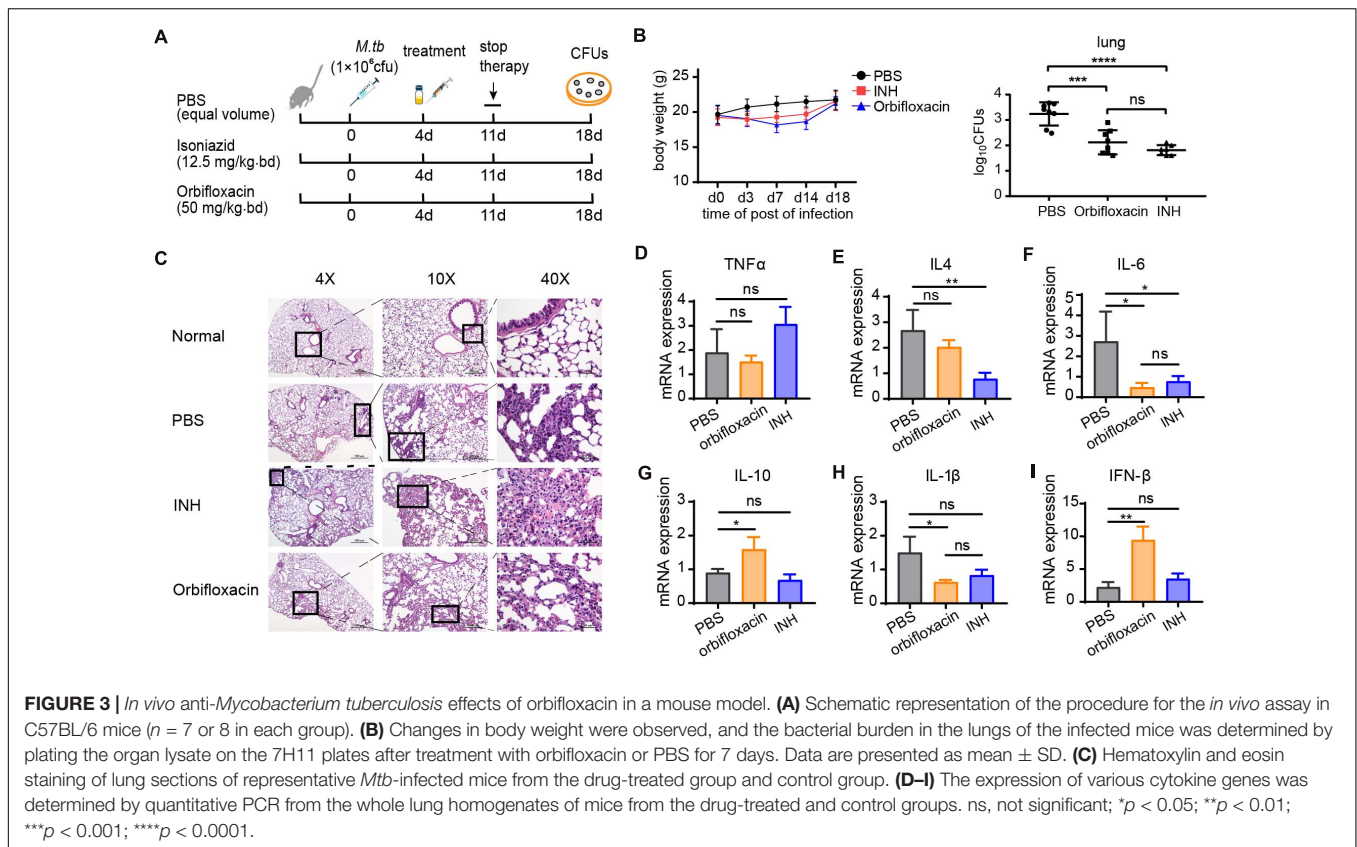 A
M.tb
(1×10⁶cfu)
treatment
stop
therapy
CFUs
PBS
(equal volume)
0 4d 11d 18d
Isoniazid
(12.5 mg/kg·bd)
0 4d 11d 18d
Orbifloxacin
(50 mg/kg·bd)
0 4d 11d 18d
B
body weight (g)
25
20
15
10
d0 d3 d7 d14 d18
time of post of infection
PBS
INH
Orbifloxacin
lung
****
***
ns
log₁₀CFUs
4
3
2
1
0
PBS Orbifloxacin INH
C
4X 10X 40X
Normal
PBS
INH
Orbifloxacin
D
TNFα
mRNA expression
4
3
2
1
0
ns
ns
PBS
orbifloxacin
INH
E
IL4
mRNA expression
4
3
2
1
0
**
ns
PBS
orbifloxacin
INH
F
IL-6
mRNA expression
5
4
3
2
1
0
*
*
ns
PBS
orbifloxacin
INH
G
IL-10
mRNA expression
3
2
1
0
ns
*
PBS
orbifloxacin
INH
H
IL-1β
mRNA expression
3
2
1
0
ns
*
ns
PBS
orbifloxacin
INH
I
IFN-β
mRNA expression
15
10
5
0
ns
**
PBS
orbifloxacin
INH
FIGURE 3 | In vivo anti-Mycobacterium tuberculosis effects of orbifloxacin in a mouse model. (A) Schematic representation of the procedure for the in vivo assay in
C57BL/6 mice (n = 7 or 8 in each group). (B) Changes in body weight were observed, and the bacterial burden in the lungs of the infected mice was determined by
plating the organ lysate on the 7H11 plates after treatment with orbifloxacin or PBS for 7 days. Data are presented as mean ± SD. (C) Hematoxylin and eosin
staining of lung sections of representative Mtb-infected mice from the drug-treated group and control group. (D–I) The expression of various cytokine genes was
determined by quantitative PCR from the whole lung homogenates of mice from the drug-treated and control groups. ns, not significant; *p < 0.05; **p < 0.01;
***p < 0.001; ****p < 0.0001.